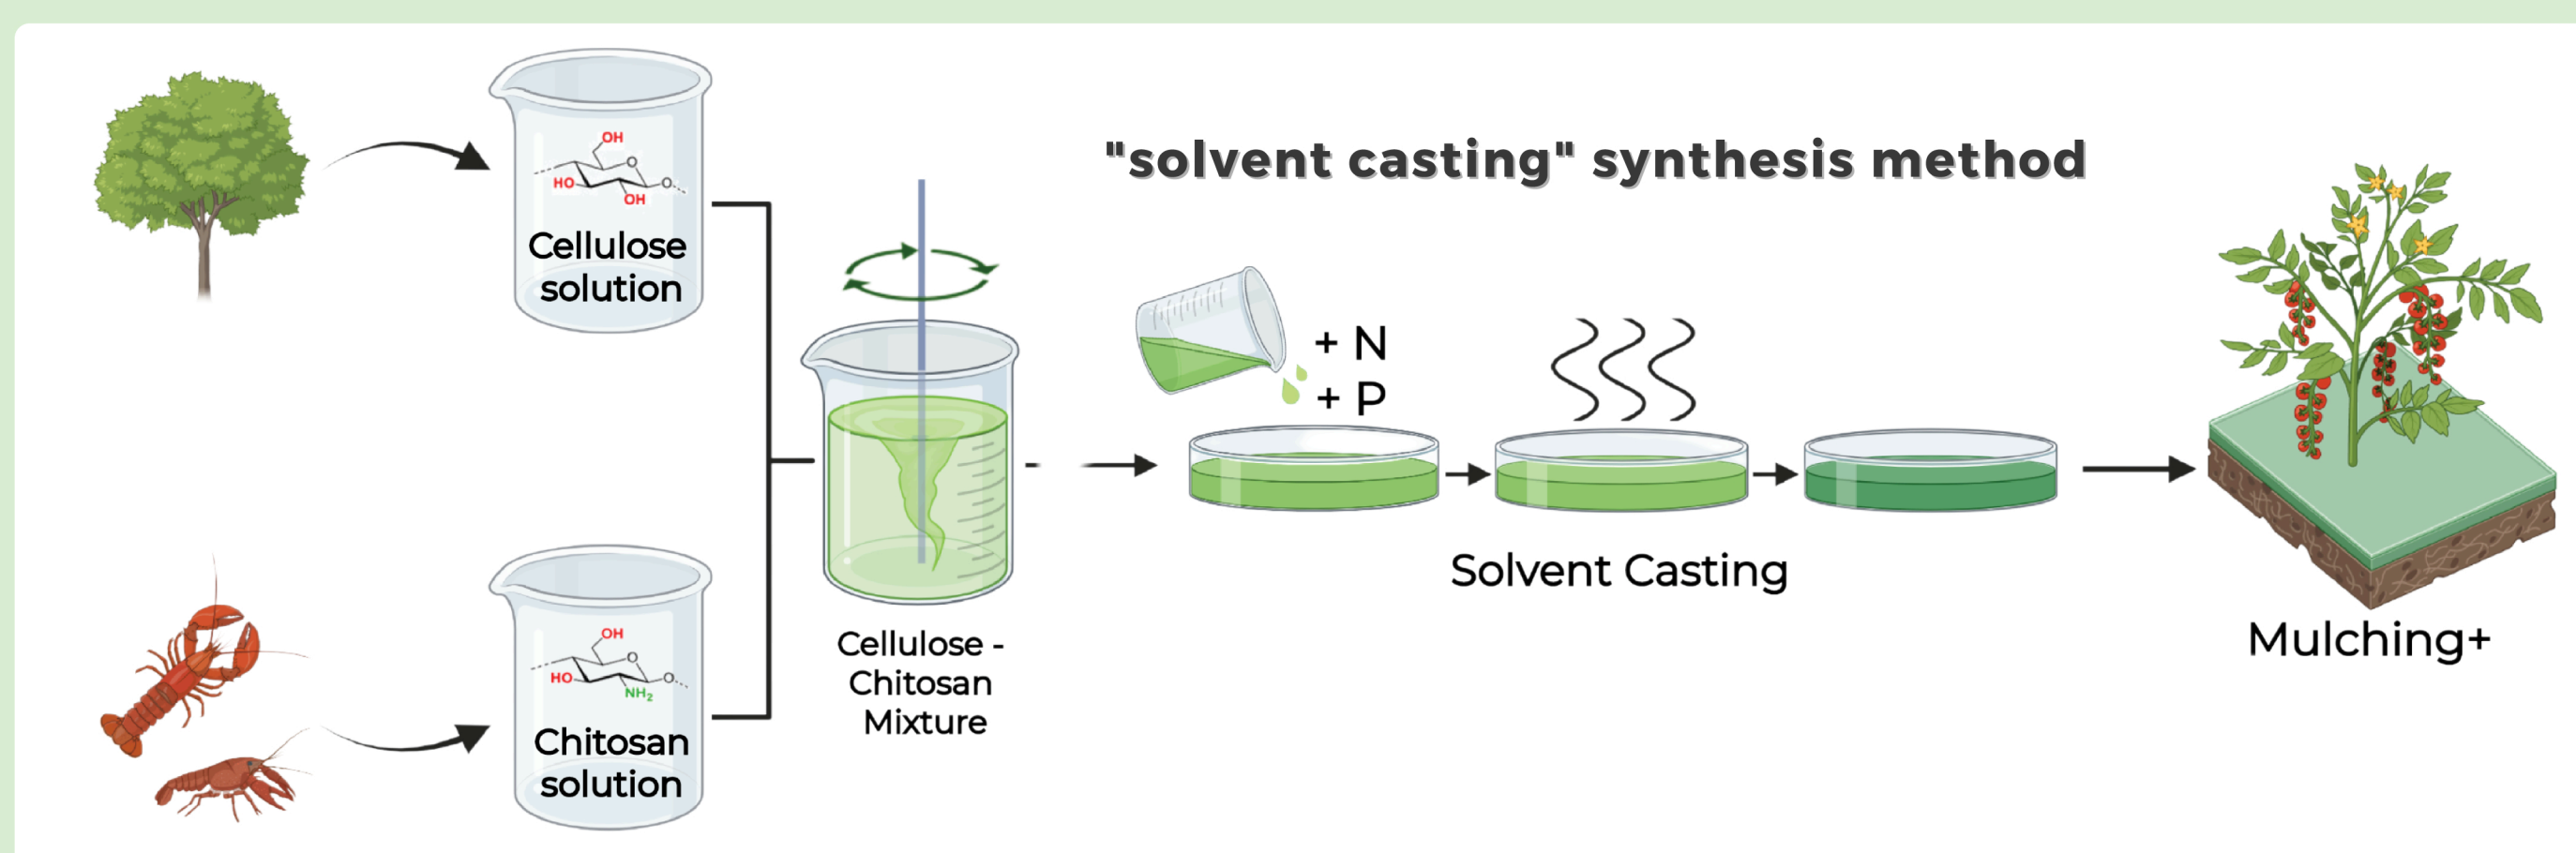 "solvent casting" synthesis method
OH
O
HO
O
OH
Cellulose
solution
OH
O
HO
O
NH₂
Chitosan
solution
Cellulose -
Chitosan
Mixture
+ N
+ P
Solvent Casting
Mulching+